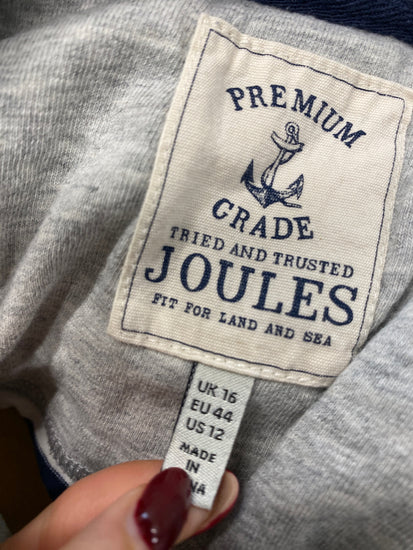 PREMIUM
GRADE
TRIED AND TRUSTED
JOULES
FIT FOR LAND AND SEA
UK 16
EU 44
US 12
MADE
IN